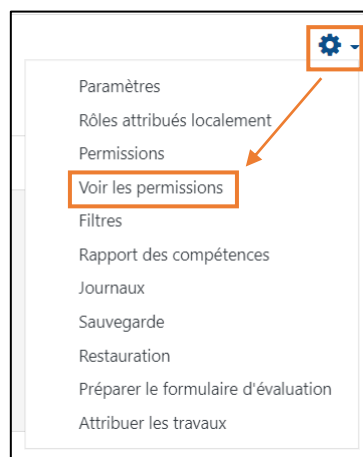 Paramètres
Rôles attribués localement
Permissions
Voir les permissions
Filtres
Rapport des compétences
Journaux
Sauvegarde
Restauration
Préparer le formulaire d'évaluation
Attribuer les travaux